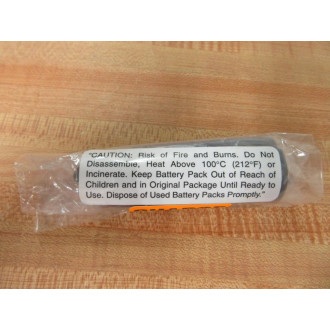 "CAUTION: Risk of Fire and Burns. Do Not
Disassemble, Heat Above 100°C (212°F) or
Incinerate. Keep Battery Pack Out of Reach of
Children and in Original Package Until Ready to
Use. Dispose of Used Battery Packs Promptly."